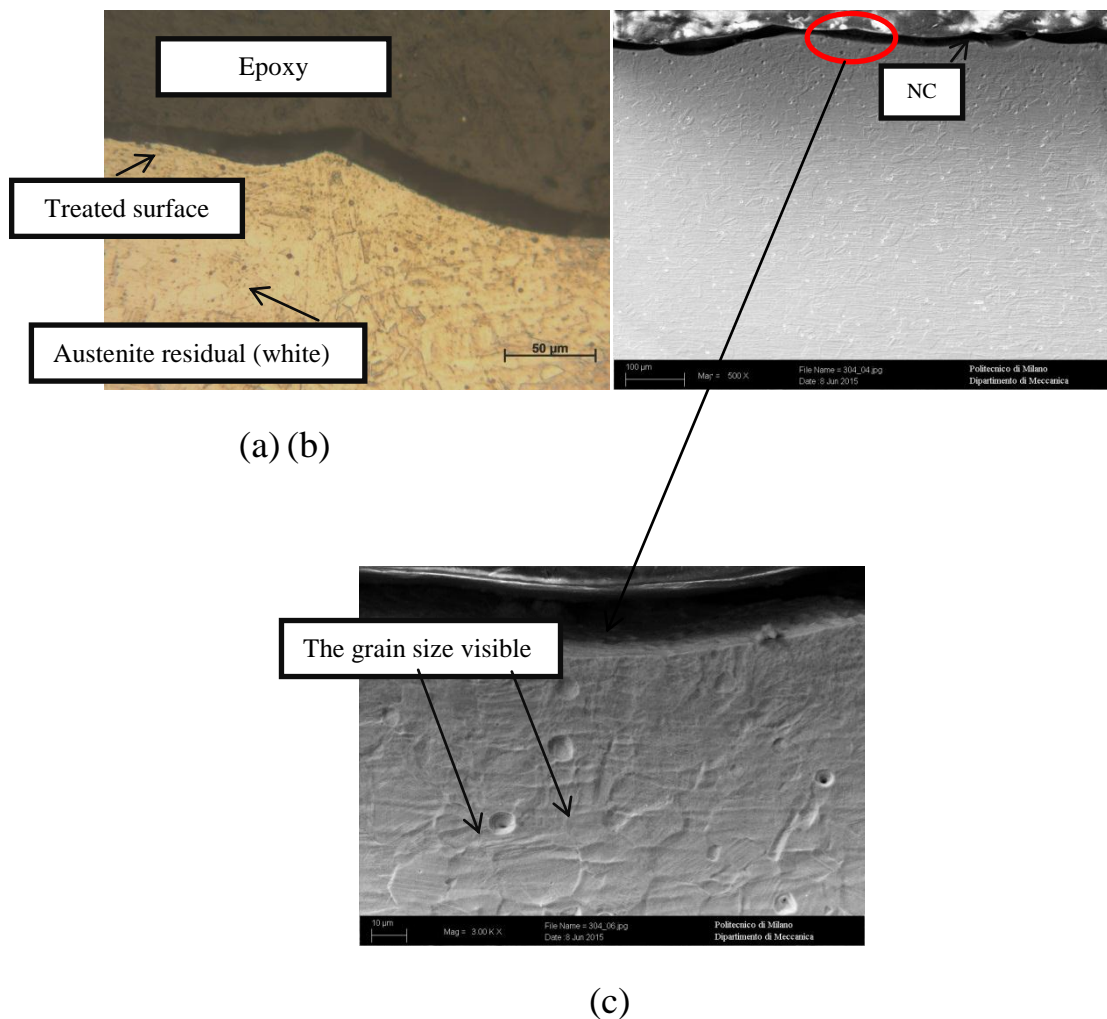 Epoxy
Treated surface
Austenite residual (white)
50 µm
NC
100 µm
Mag = 500 X
File Name = 304_04.jpg
Date :8 Jun 2015
Politecnico di Milano
Dipartimento di Meccanica
(a) (b)
The grain size visible
10 µm
Mag = 3.00 K X
File Name = 304_06.jpg
Date :8 Jun 2015
Politecnico di Milano
Dipartimento di Meccanica
(c)